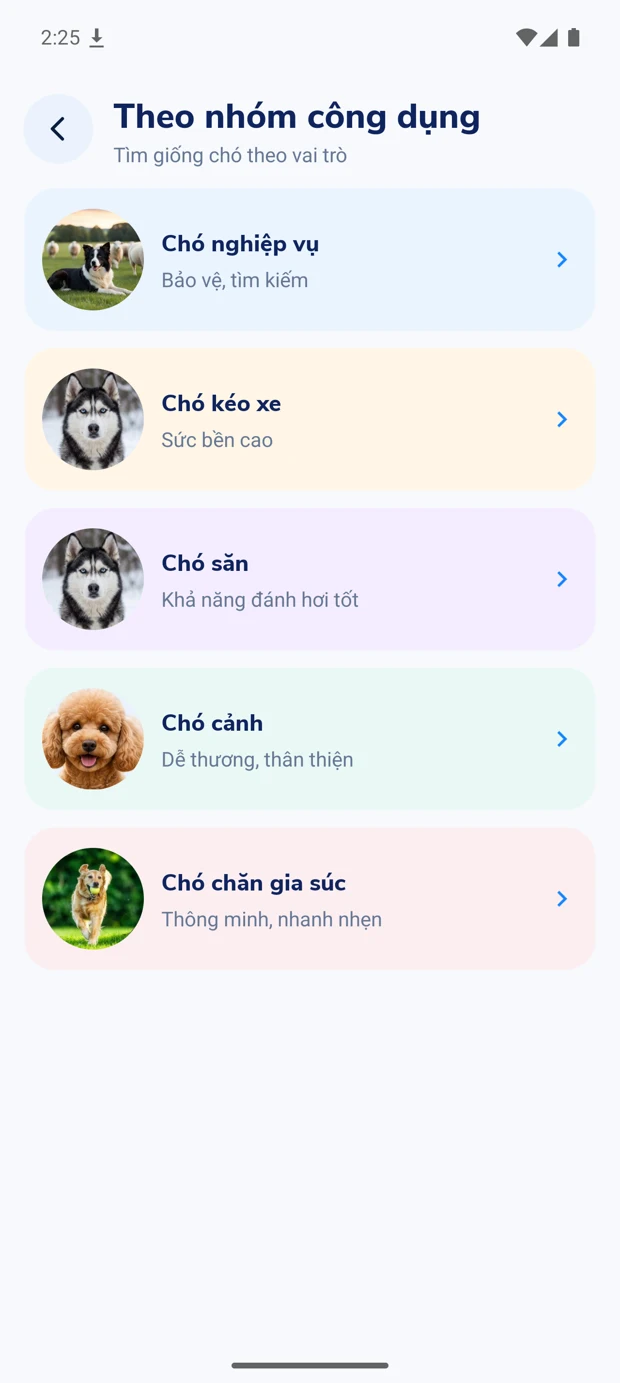 2:25
Theo nhóm công dụng
Tìm giống chó theo vai trò
Chó nghiệp vụ
Bảo vệ, tìm kiếm
Chó kéo xe
Sức bền cao
Chó săn
Khả năng đánh hơi tốt
Chó cảnh
Dễ thương, thân thiện
Chó chăn gia súc
Thông minh, nhanh nhẹn